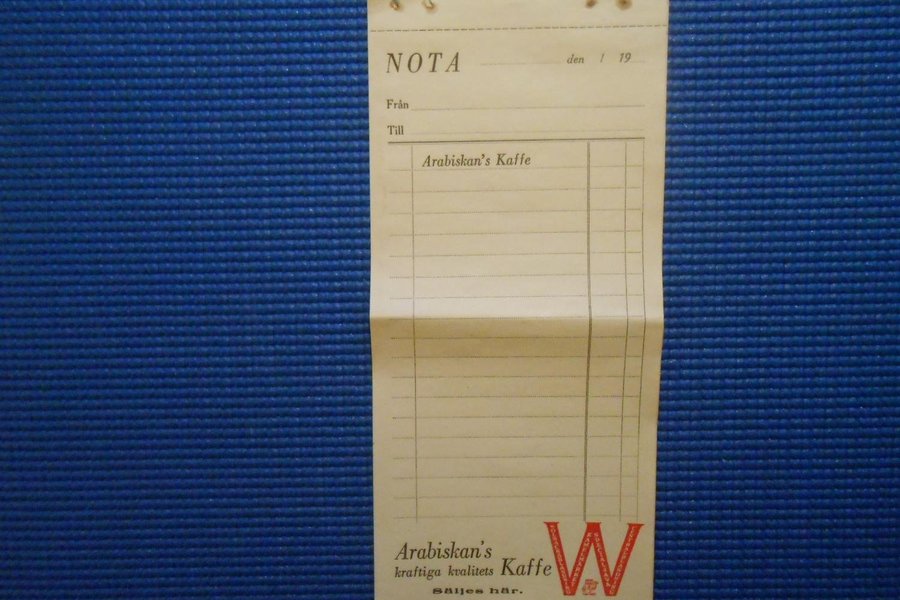 NOTA den / 19
Från
Till
Arabiskan's Kaffe
Arabiskan's
kraftiga kvalitets Kaffe
Säljes här.
W